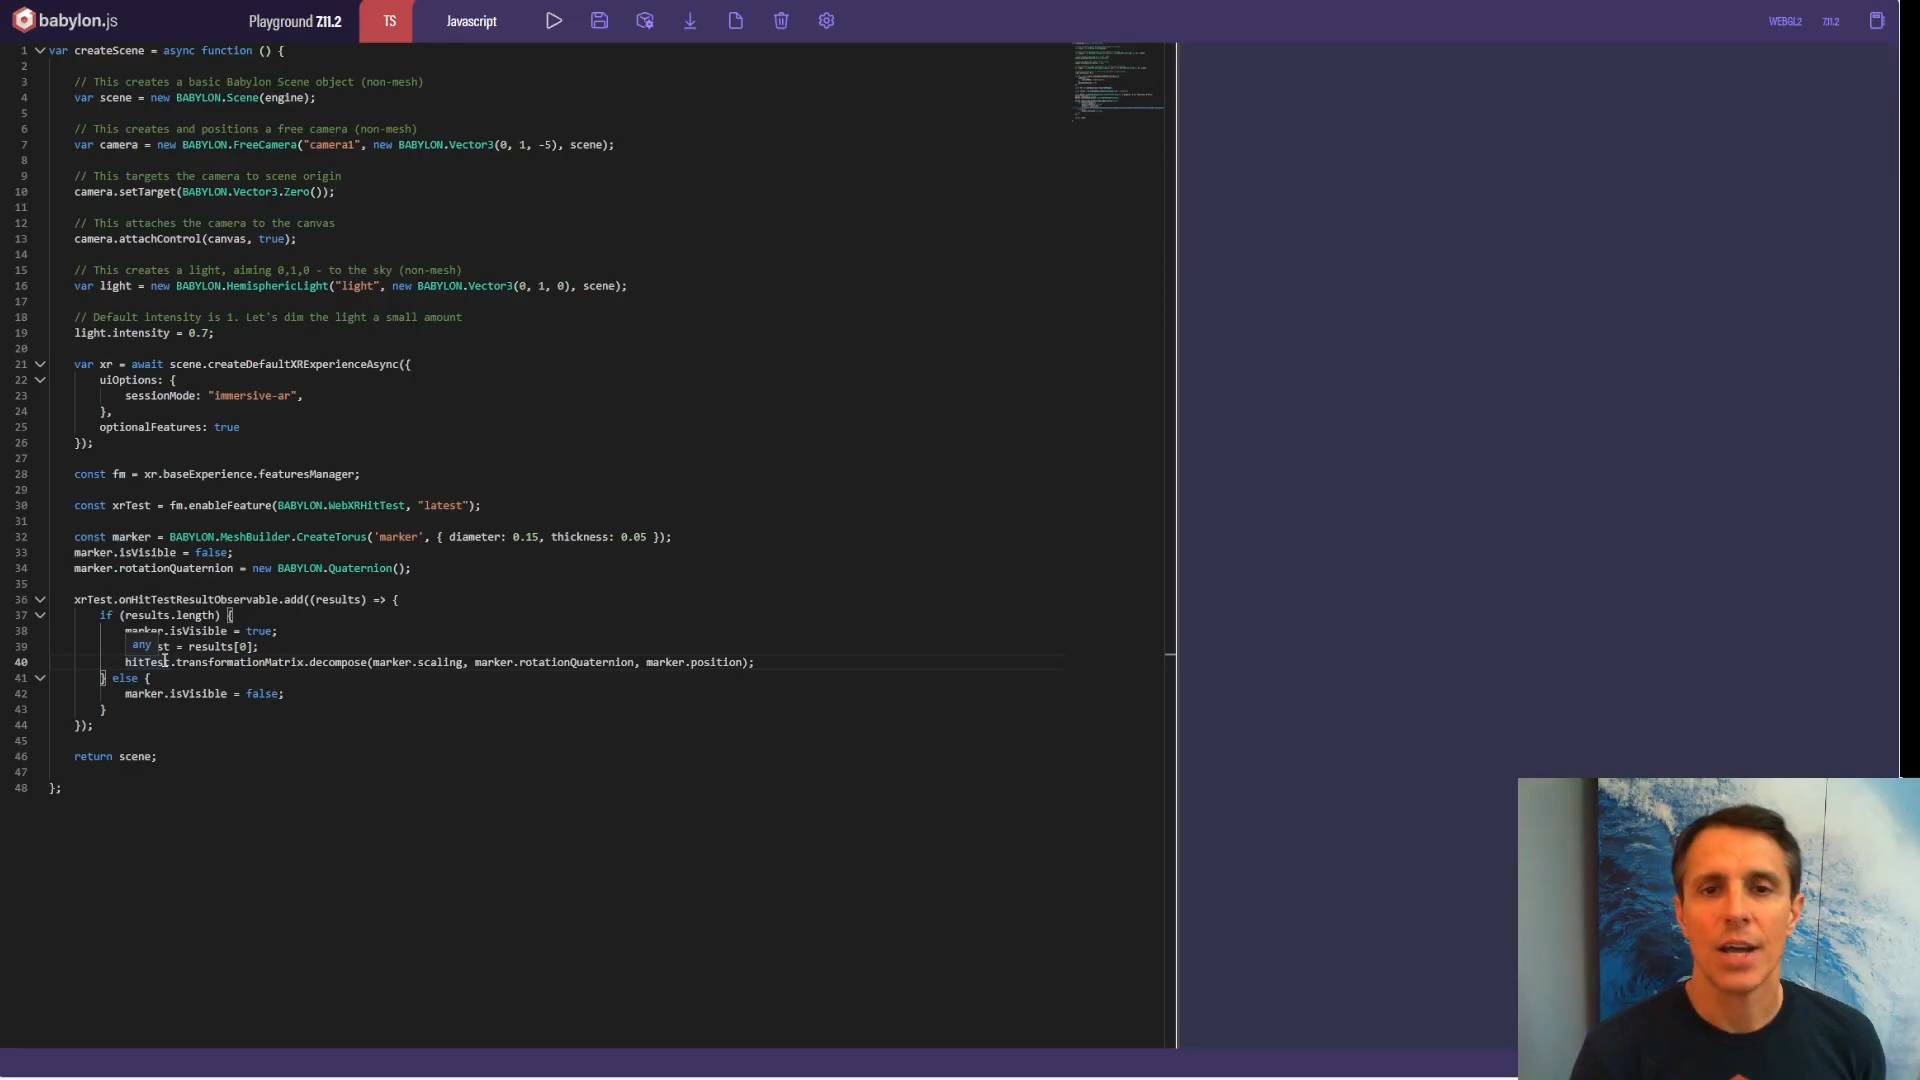 babylon.js
Playground 7.11.2
TS
Javascript
WEBGL2
7.11.2
1 var createScene = async function () {
2
3 // This creates a basic Babylon Scene object (non-mesh)
4 var scene = new BABYLON.Scene(engine);
5
6 // This creates and positions a free camera (non-mesh)
7 var camera = new BABYLON.FreeCamera("camera1", new BABYLON.Vector3(0, 1, -5), scene);
8
9 // This targets the camera to scene origin
10 camera.setTarget(BABYLON.Vector3.Zero());
11
12 // This attaches the camera to the canvas
13 camera.attachControl(canvas, true);
14
15 // This creates a light, aiming 0,1,0 - to the sky (non-mesh)
16 var light = new BABYLON.HemisphericLight("light", new BABYLON.Vector3(0, 1, 0), scene);
17
18 // Default intensity is 1. Let's dim the light a small amount
19 light.intensity = 0.7;
20
21 var xr = await scene.createDefaultXRExperienceAsync({
22 uiOptions: {
23 sessionMode: "immersive-ar",
24 },
25 optionalFeatures: true
26 });
27
28 const fm = xr.baseExperience.featuresManager;
29
30 const xrTest = fm.enableFeature(BABYLON.WebXRHitTest, "latest");
31
32 const marker = BABYLON.MeshBuilder.CreateTorus('marker', { diameter: 0.15, thickness: 0.05 });
33 marker.isVisible = false;
34 marker.rotationQuaternion = new BABYLON.Quaternion();
35
36 xrTest.onHitTestResultObservable.add((results) => {
37 if (results.length) {
38 marker.isVisible = true;
39 any st = results[0];
40 hitTest.transformationMatrix.decompose(marker.scaling, marker.rotationQuaternion, marker.position);
41 } else {
42 marker.isVisible = false;
43 }
44 });
45
46 return scene;
47
48 };